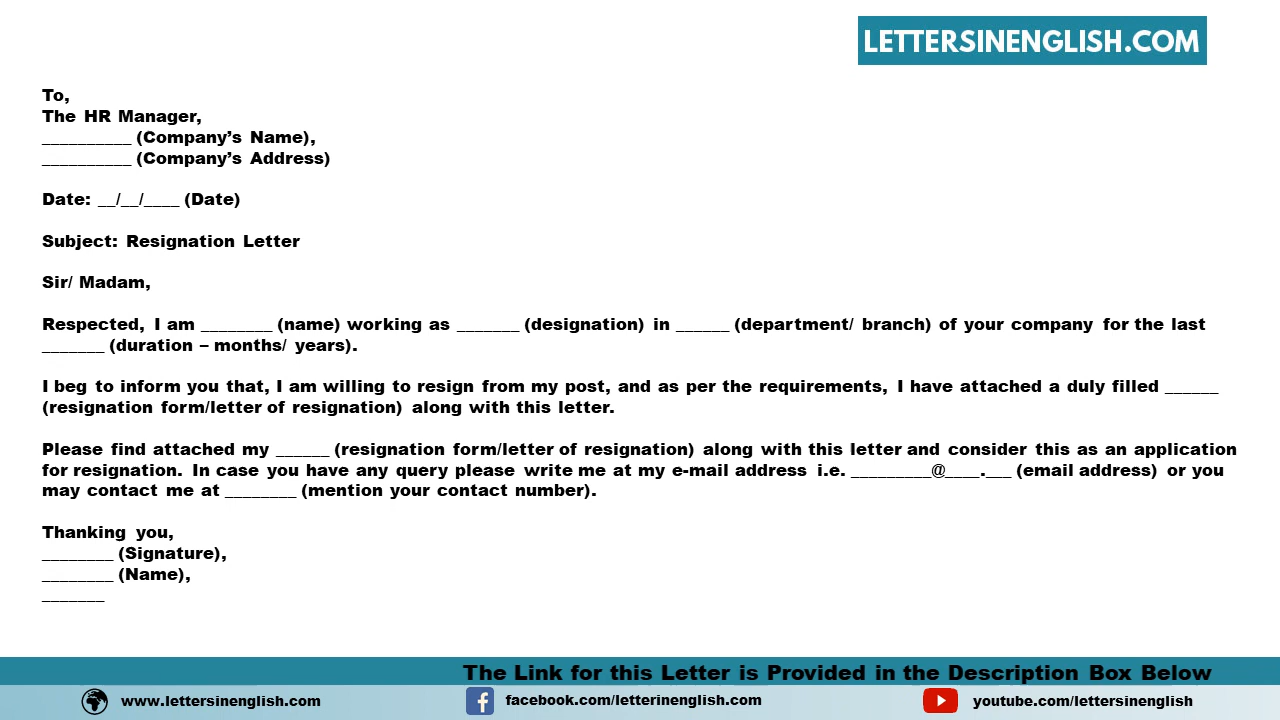 LETTERSINENGLISH.COM
To,
The HR Manager,
__________ (Company’s Name),
__________ (Company’s Address)
Date: __/__/____ (Date)
Subject: Resignation Letter
Sir/ Madam,
Respected, I am ________ (name) working as _______ (designation) in ______ (department/ branch) of your company for the last
_______ (duration – months/ years).
I beg to inform you that, I am willing to resign from my post, and as per the requirements, I have attached a duly filled ______
(resignation form/letter of resignation) along with this letter.
Please find attached my ______ (resignation form/letter of resignation) along with this letter and consider this as an application
for resignation. In case you have any query please write me at my e-mail address i.e. _________@____.___ (email address) or you
may contact me at ________ (mention your contact number).
Thanking you,
________ (Signature),
________ (Name),
_______
The Link for this Letter is Provided in the Description Box Below
www.lettersinenglish.com
facebook.com/letterinenglish.com
youtube.com/lettersinenglish